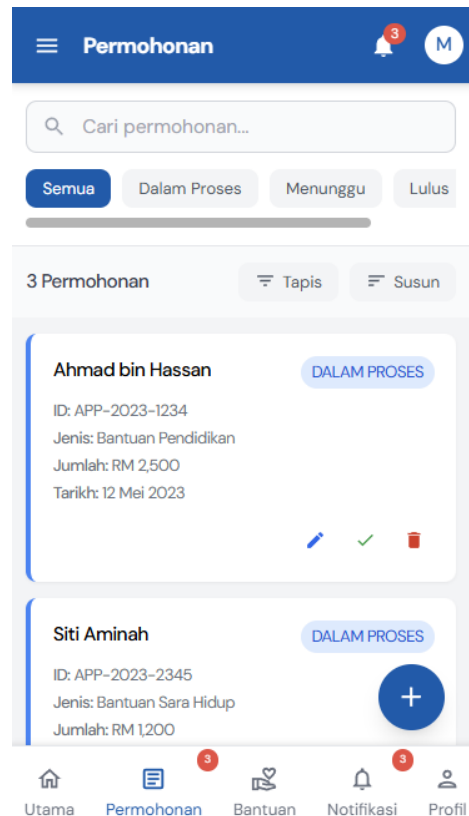 Permohonan
3
M
Cari permohonan...
Semua Dalam Proses Menunggu Lulus
3 Permohonan Tapis Susun
Ahmad bin Hassan DALAM PROSES
ID: APP-2023-1234
Jenis: Bantuan Pendidikan
Jumlah: RM 2,500
Tarikh: 12 Mei 2023
Siti Aminah DALAM PROSES
ID: APP-2023-2345
Jenis: Bantuan Sara Hidup
Jumlah: RM 1,200
3 3
Utama Permohonan Bantuan Notifikasi Profil